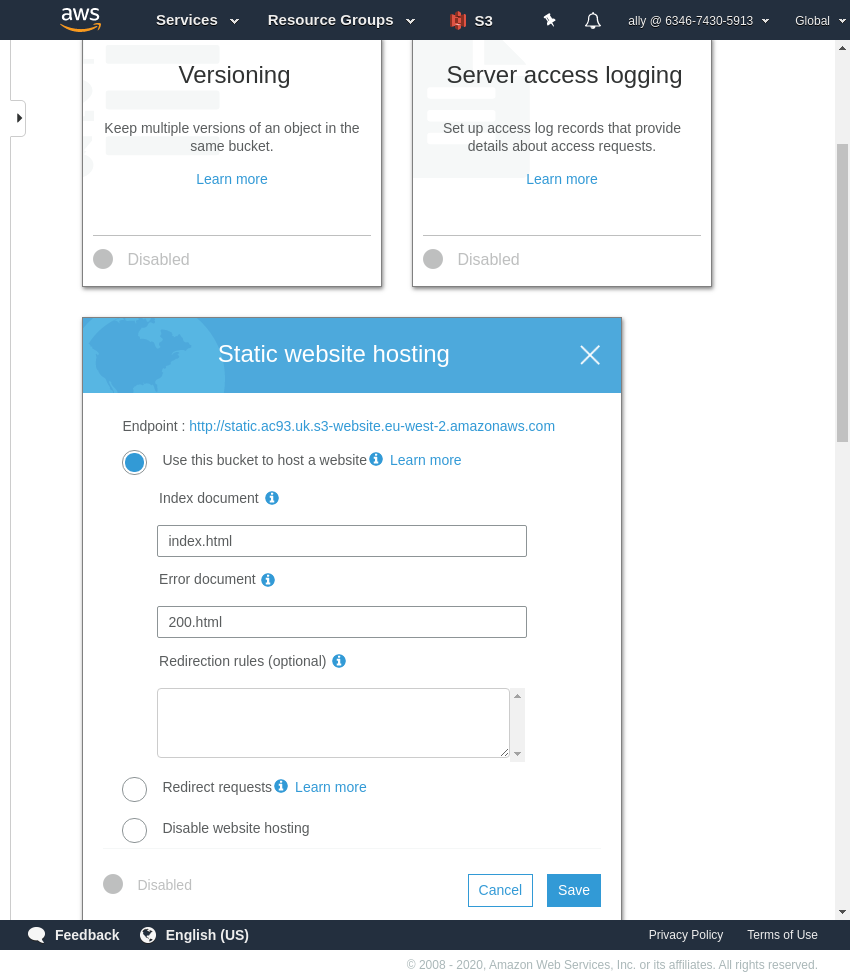 aws Services Resource Groups S3 ally @ 6346-7430-5913 Global
Versioning
Keep multiple versions of an object in the
same bucket.
Learn more
Disabled
Server access logging
Set up access log records that provide
details about access requests.
Learn more
Disabled
Static website hosting
Endpoint : http://static.ac93.uk.s3-website.eu-west-2.amazonaws.com
Use this bucket to host a website Learn more
Index document
index.html
Error document
200.html
Redirection rules (optional)
Redirect requests Learn more
Disable website hosting
Disabled
Cancel Save
Feedback English (US) Privacy Policy Terms of Use
© 2008 - 2020, Amazon Web Services, Inc. or its affiliates. All rights reserved.